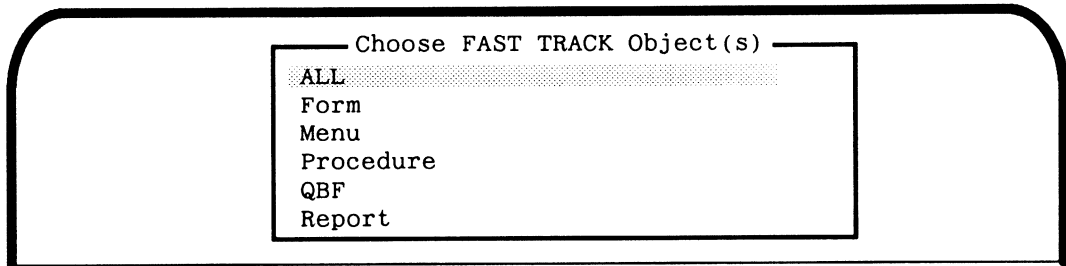 Choose FAST TRACK Object(s)
ALL
Form
Menu
Procedure
QBF
Report